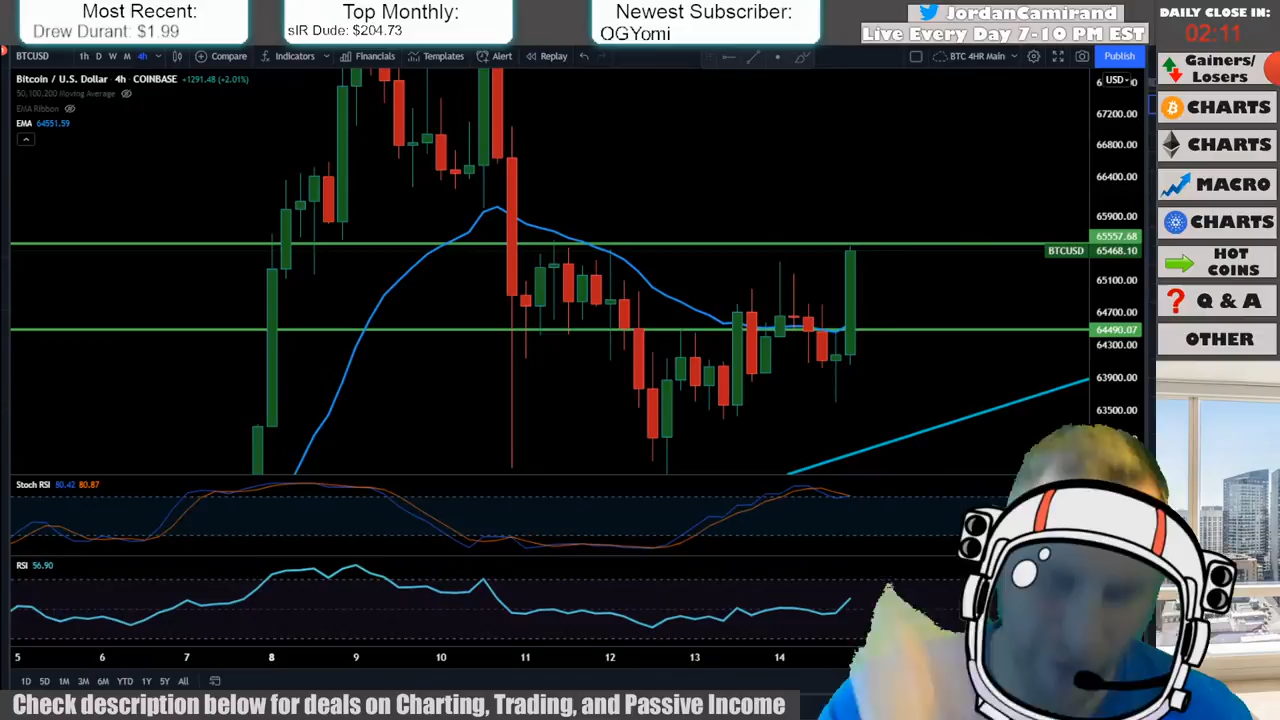 Most Recent:
Drew Durant: $1.99
Top Monthly:
sIR Dude: $204.73
Newest Subscriber:
OGYomi
JordanCamirand
Live Every Day 7-10 PM EST
DAILY CLOSE IN:
02:11
BTCUSD 1h D W M 4h Compare Indicators Financials Templates Alert Replay BTC 4HR Main Publish
Bitcoin / U.S. Dollar 4h COINBASE +1291.48 (+2.01%)
50,100,200 Moving Average
EMA Ribbon
EMA 64551.59
USD
67200.00
66800.00
66400.00
65900.00
65557.68
BTCUSD 65468.10
65100.00
64700.00
64490.07
64300.00
63900.00
63500.00
Stoch RSI 80.42 80.87
RSI 56.90
5 6 7 8 9 10 11 12 13 14
1D 5D 1M 3M 6M YTD 1Y 5Y All
Gainers/
Losers
CHARTS
CHARTS
MACRO
CHARTS
HOT
COINS
Q & A
OTHER
Check description below for deals on Charting, Trading, and Passive Income